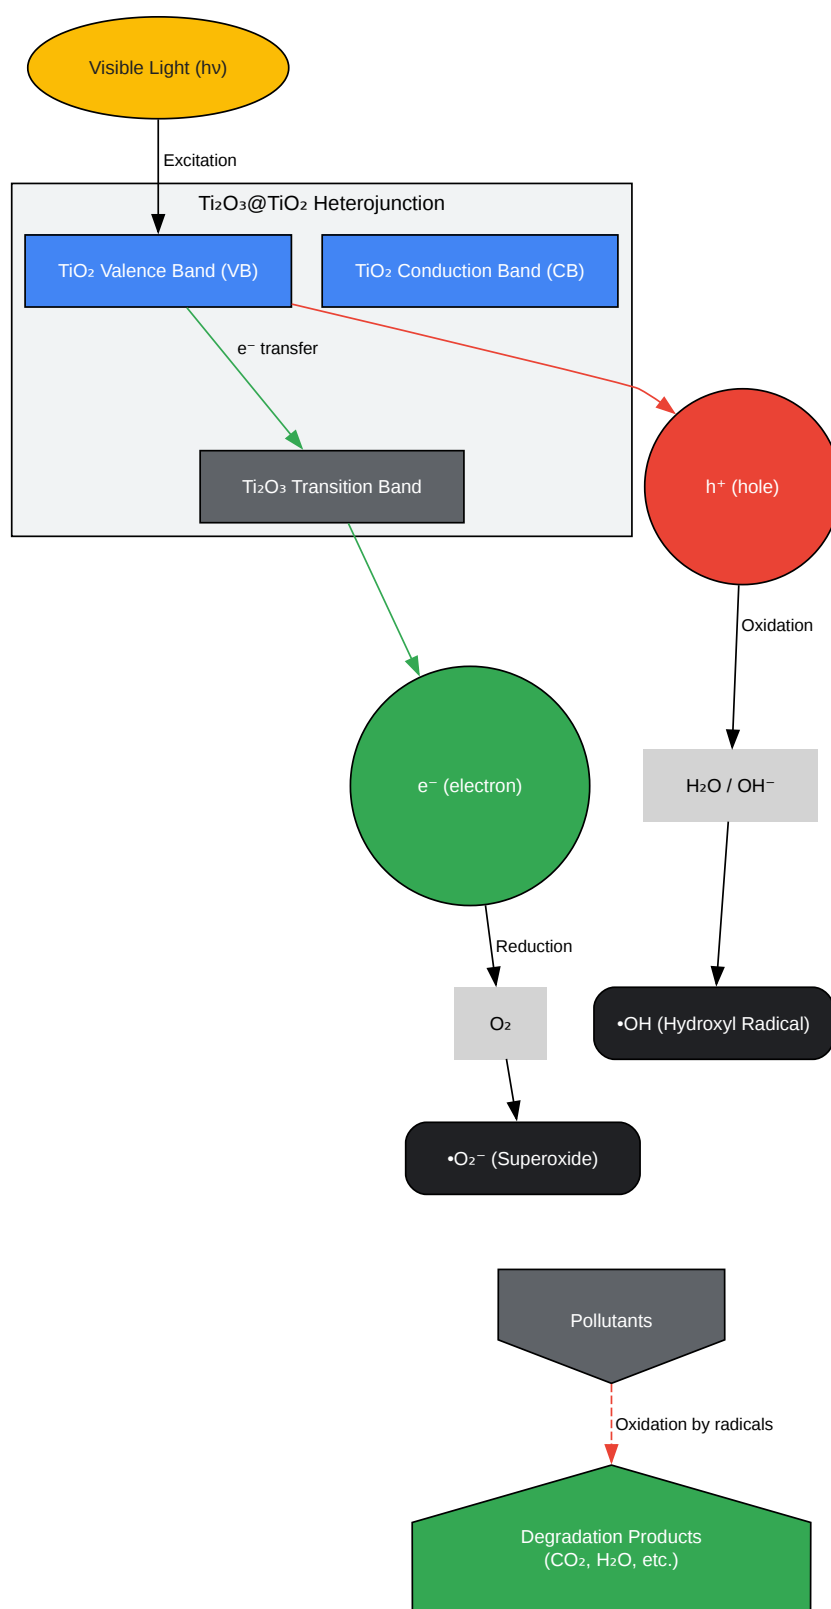 Visible Light (hν)
Excitation
Ti₂O₃@TiO₂ Heterojunction
TiO₂ Valence Band (VB)
TiO₂ Conduction Band (CB)
e⁻ transfer
Ti₂O₃ Transition Band
h⁺ (hole)
Oxidation
e⁻ (electron)
H₂O / OH⁻
Reduction
O₂
•OH (Hydroxyl Radical)
•O₂⁻ (Superoxide)
Pollutants
Oxidation by radicals
Degradation Products
(CO₂, H₂O, etc.)